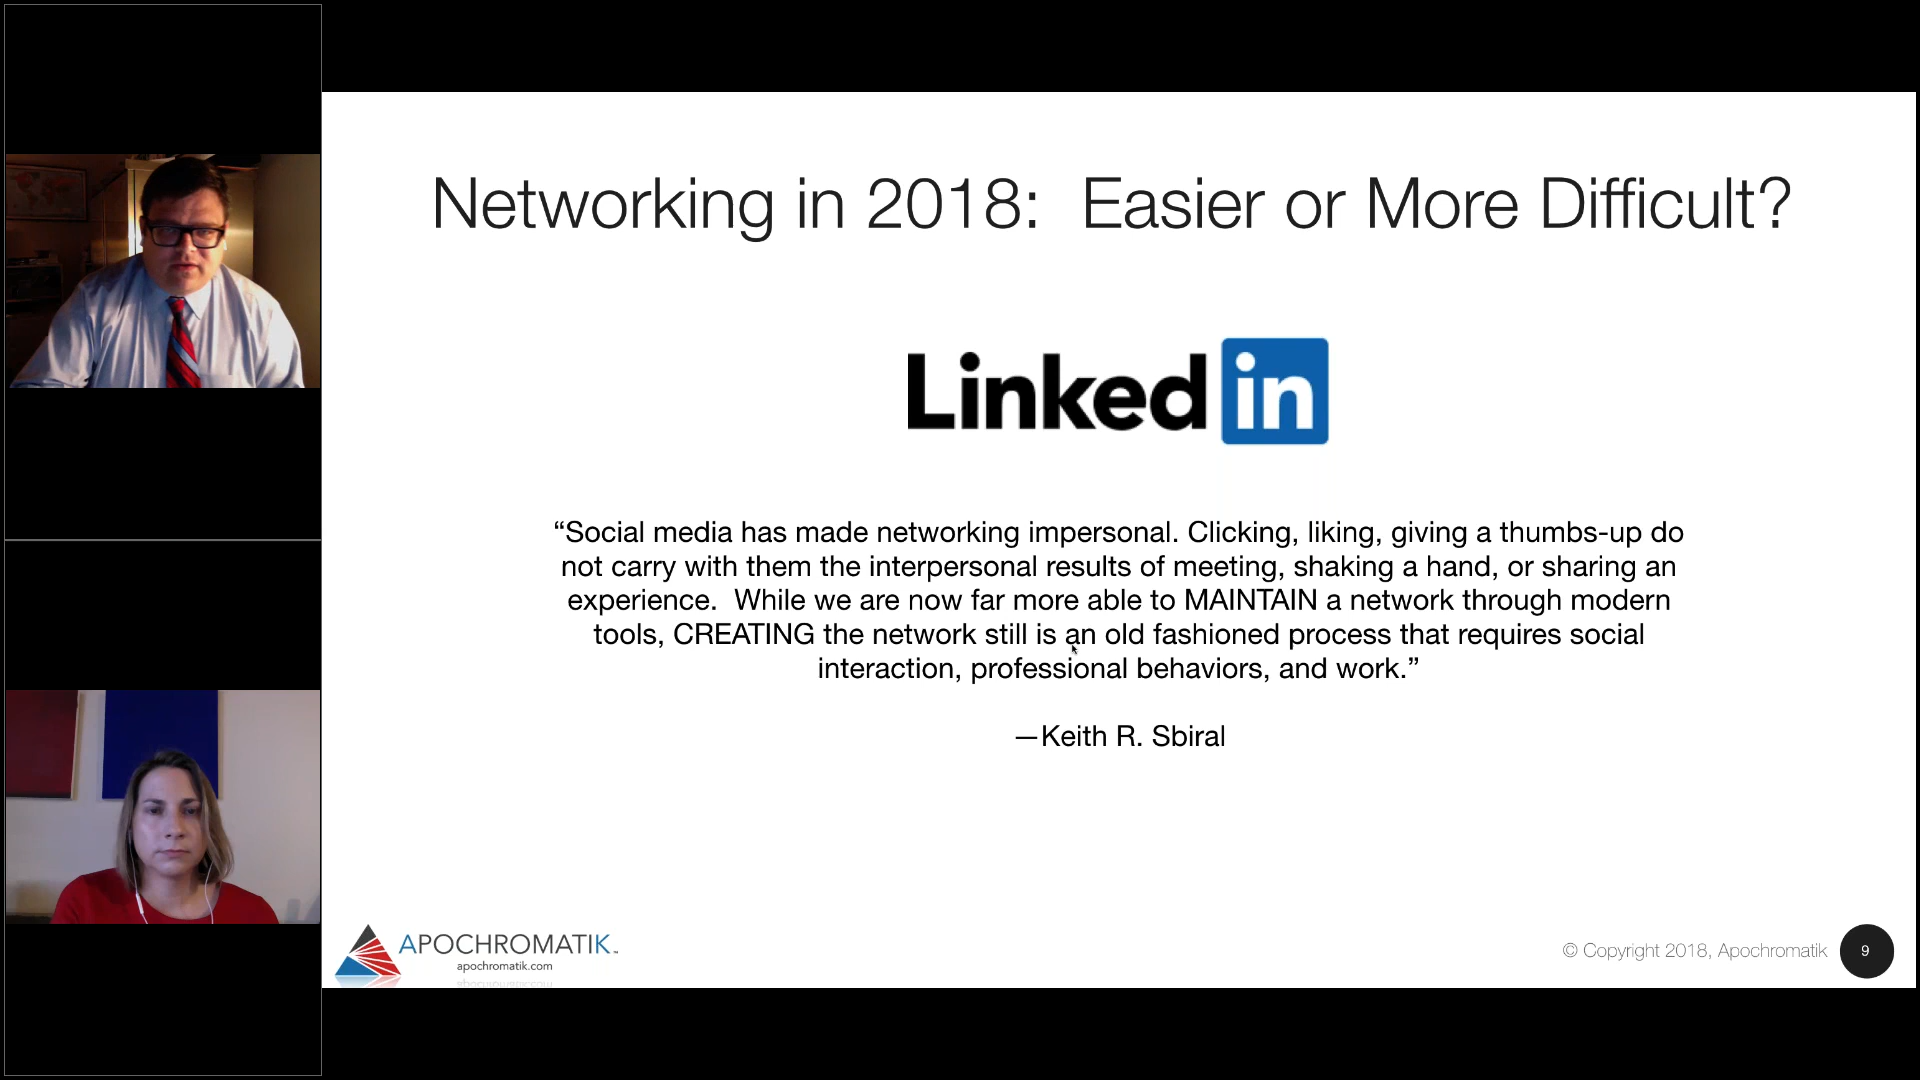 Networking in 2018:  Easier or More Difficult?
Linked in
“Social media has made networking impersonal. Clicking, liking, giving a thumbs-up do
not carry with them the interpersonal results of meeting, shaking a hand, or sharing an
experience.  While we are now far more able to MAINTAIN a network through modern
tools, CREATING the network still is an old fashioned process that requires social
interaction, professional behaviors, and work.”
—Keith R. Sbiral
APOCHROMATIK™
apochromatik.com
© Copyright 2018, Apochromatik
9